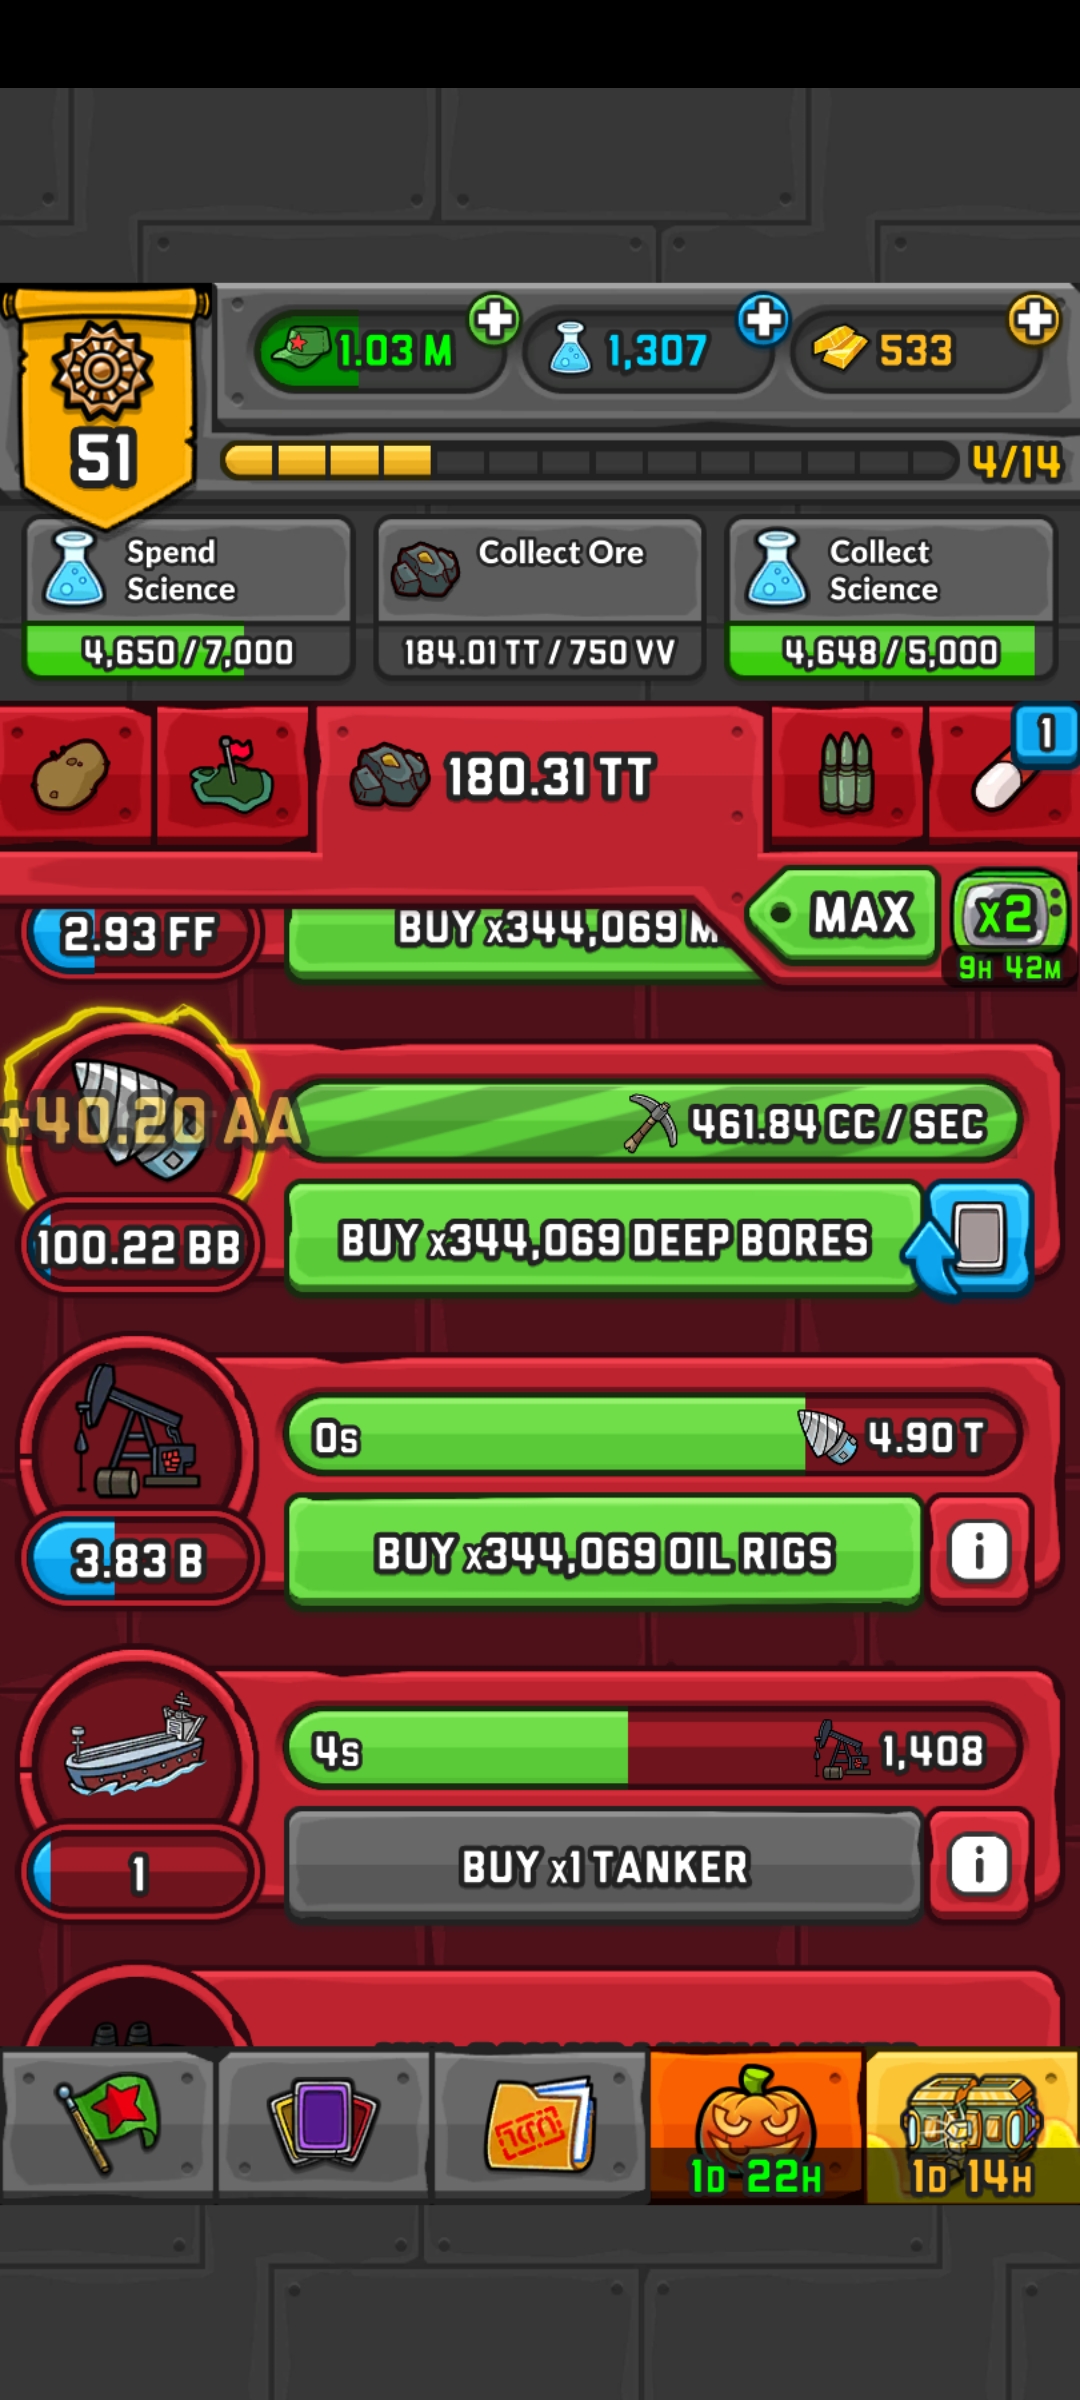 51
1.03 M
1,307
533
4/14
Spend
Science
4,650/7,000
Collect Ore
184.01 TT/750 VV
Collect
Science
4,648/5,000
180.31 TT
1
MAX
x2
9H 42M
2.93 FF
BUY x344,069 M
+40.20 AA
461.84 CC/SEC
100.22 BB
BUY x344,069 DEEP BORES
0s
4.90 T
3.83 B
BUY x344,069 OIL RIGS
i
4s
1,408
1
BUY x1 TANKER
i
1D 22H
1D 14H